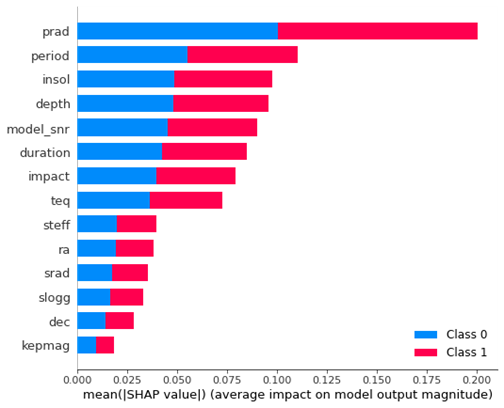 prad
period
insol
depth
model_snr
duration
impact
teq
steff
ra
srad
slogg
dec
kepmag
Class 0
Class 1
0.000 0.025 0.050 0.075 0.100 0.125 0.150 0.175 0.200
mean(|SHAP value|) (average impact on model output magnitude)